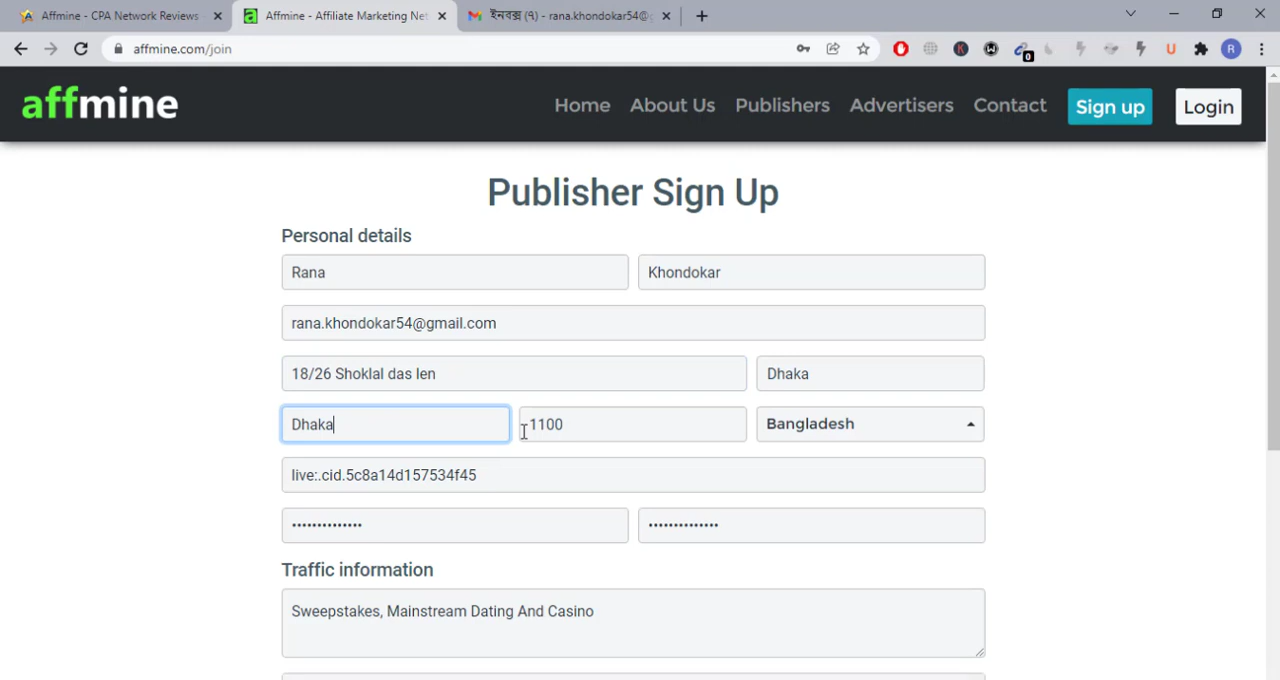 Affmine - CPA Network Reviews
Affmine - Affiliate Marketing Net
ইনবক্স (৭) - rana.khondokar54@g
affmine.com/join
affmine
Home
About Us
Publishers
Advertisers
Contact
Sign up
Login
Publisher Sign Up
Personal details
Rana
Khondokar
rana.khondokar54@gmail.com
18/26 Shoklal das len
Dhaka
Dhaka
1100
Bangladesh
live:.cid.5c8a14d157534f45
••••••••••••••
••••••••••••••
Traffic information
Sweepstakes, Mainstream Dating And Casino